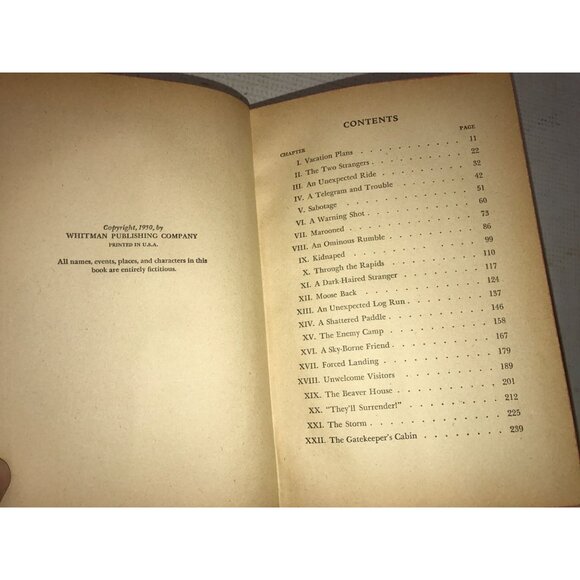 Copyright, 1950, by
WHITMAN PUBLISHING COMPANY
PRINTED IN U.S.A.
All names, events, places, and characters in this
book are entirely fictitious.
CONTENTS
CHAPTER PAGE
I. Vacation Plans . . . . . . . . . . 11
II. The Two Strangers . . . . . . . . . 22
III. An Unexpected Ride . . . . . . . . 32
IV. A Telegram and Trouble . . . . . . . 42
V. Sabotage . . . . . . . . . . . 51
VI. A Warning Shot . . . . . . . . . 60
VII. Marooned . . . . . . . . . . . 73
VIII. An Ominous Rumble . . . . . . . . 86
IX. Kidnaped . . . . . . . . . . . 99
X. Through the Rapids . . . . . . . . 110
XI. A Dark-Haired Stranger . . . . . . . 117
XII. Moose Back . . . . . . . . . . 124
XIII. An Unexpected Log Run . . . . . . . 137
XIV. A Shattered Paddle . . . . . . . . 146
XV. The Enemy Camp . . . . . . . . 158
XVI. A Sky-Borne Friend . . . . . . . . 167
XVII. Forced Landing . . . . . . . . . 179
XVIII. Unwelcome Visitors . . . . . . . . 189
XIX. The Beaver House . . . . . . . . 201
XX. "They'll Surrender!" . . . . . . . . 212
XXI. The Storm . . . . . . . . . . 225
XXII. The Gatekeeper's Cabin . . . . . . . 239